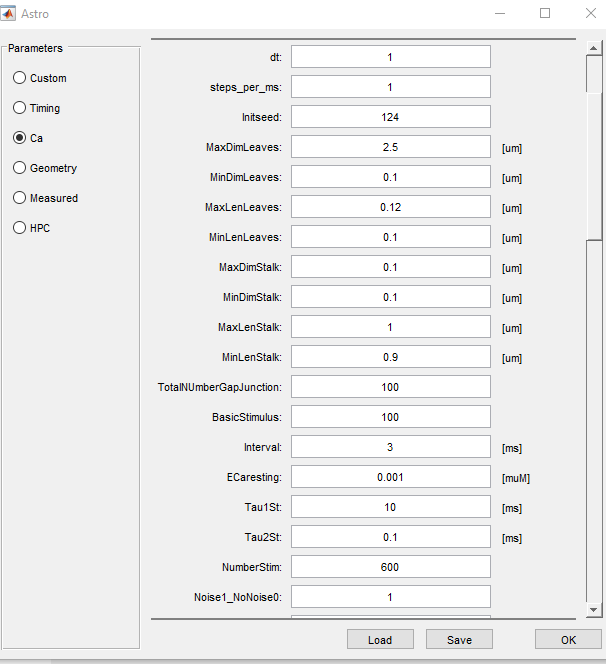 Astro
Parameters
Custom
Timing
Ca
Geometry
Measured
HPC
dt: 1
steps_per_ms: 1
Initseed: 124
MaxDimLeaves: 2.5 [um]
MinDimLeaves: 0.1 [um]
MaxLenLeaves: 0.12 [um]
MinLenLeaves: 0.1 [um]
MaxDimStalk: 0.1 [um]
MinDimStalk: 0.1 [um]
MaxLenStalk: 1 [um]
MinLenStalk: 0.9 [um]
TotalNUmberGapJunction: 100
BasicStimulus: 100
Interval: 3 [ms]
ECaresting: 0.001 [muM]
Tau1St: 10 [ms]
Tau2St: 0.1 [ms]
NumberStim: 600
Noise1_NoNoise0: 1
Load Save OK